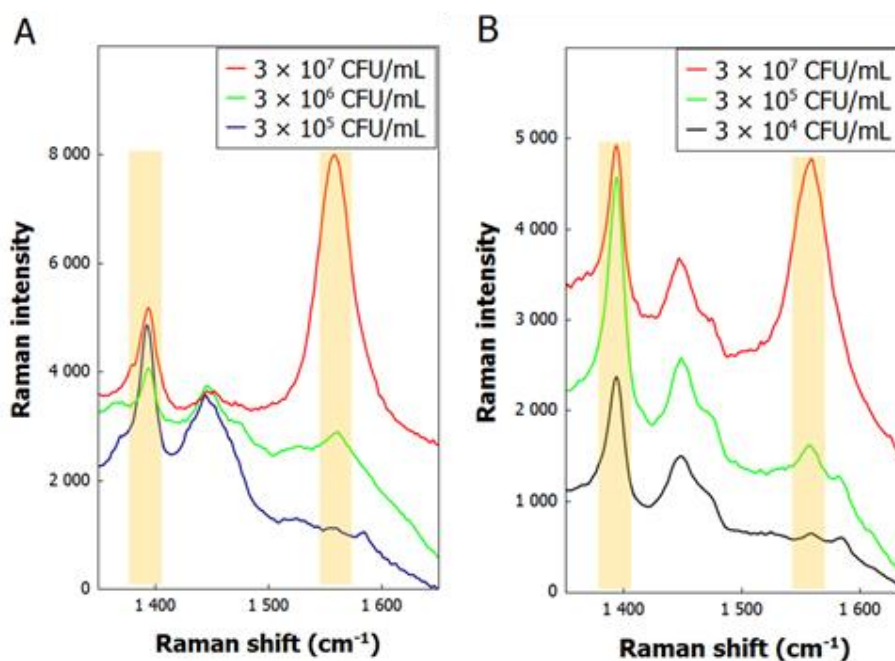 A
3 × 10⁷ CFU/mL
3 × 10⁶ CFU/mL
3 × 10⁵ CFU/mL
8 000
6 000
4 000
2 000
0
1 400
1 500
1 600
Raman intensity
Raman shift (cm⁻¹)
B
3 × 10⁷ CFU/mL
3 × 10⁵ CFU/mL
3 × 10⁴ CFU/mL
5 000
4 000
3 000
2 000
1 000
0
1 400
1 500
1 600
Raman intensity
Raman shift (cm⁻¹)